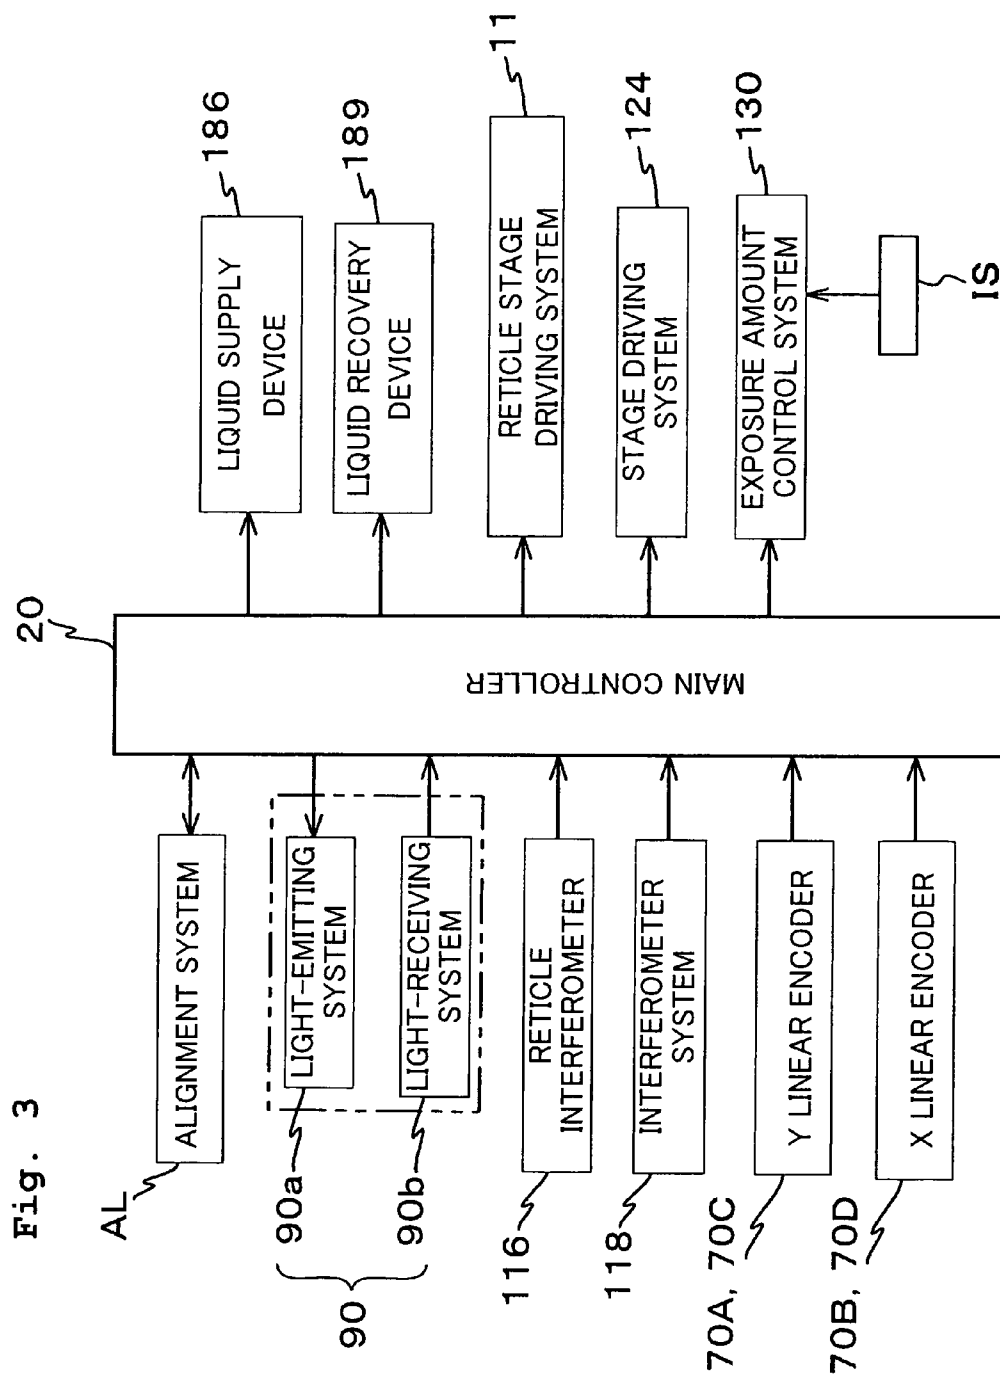 Fig. 3
AL
ALIGNMENT SYSTEM
90
90a
LIGHT-EMITTING
SYSTEM
90b
LIGHT-RECEIVING
SYSTEM
116
RETICLE
INTERFEROMETER
118
INTERFEROMETER
SYSTEM
70A, 70C
Y LINEAR ENCODER
70B, 70D
X LINEAR ENCODER
20
MAIN CONTROLLER
186
LIQUID SUPPLY
DEVICE
189
LIQUID RECOVERY
DEVICE
11
RETICLE STAGE
DRIVING SYSTEM
124
STAGE DRIVING
SYSTEM
130
EXPOSURE AMOUNT
CONTROL SYSTEM
IS